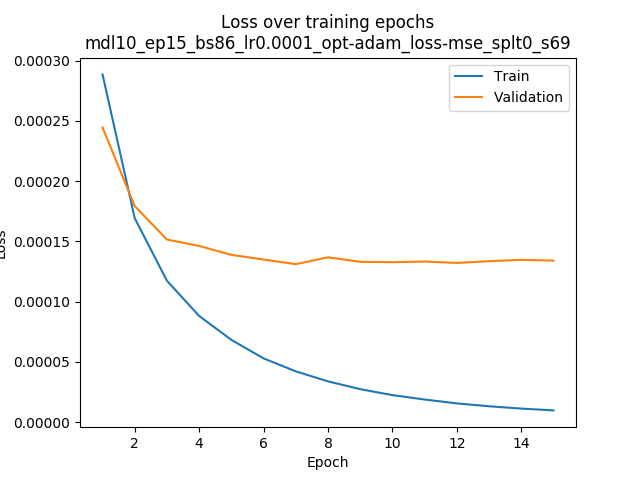 Loss over training epochs
mdl10_ep15_bs86_lr0.0001_opt-adam_loss-mse_splt0_s69
Train
Validation
0.00030
0.00025
0.00020
0.00015
0.00010
0.00005
0.00000
Loss
2 4 6 8 10 12 14
Epoch